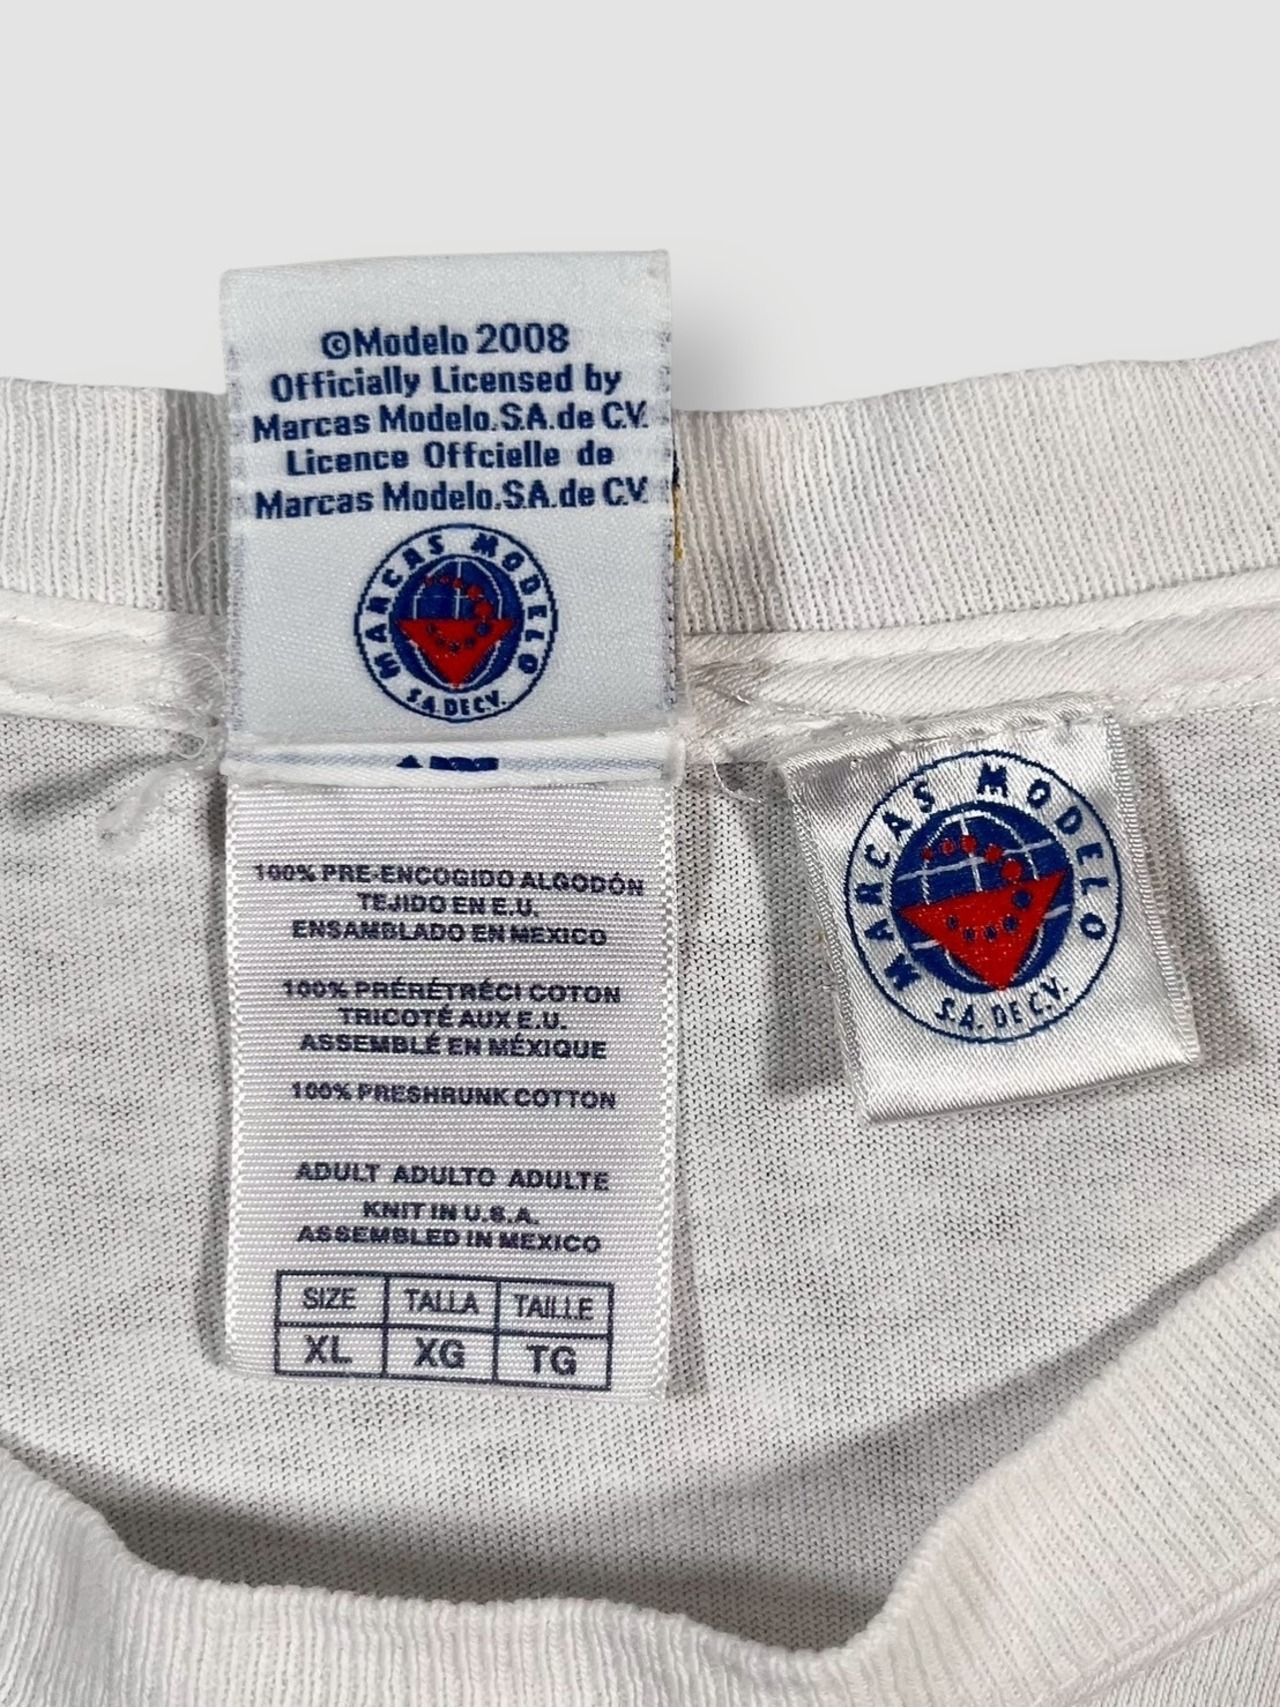 ©Modelo 2008
Officially Licensed by
Marcas Modelo.S.A.de C.V.
Licence Offcielle de
Marcas Modelo.S.A.de C.V.
MARCAS MODELO
S.A. DE C.V.
100% PRE-ENCOGIDO ALGODÓN
TEJIDO EN E.U.
ENSAMBLADO EN MEXICO
100% PRÉRÉTRÉCI COTON
TRICOTÉ AUX E.U.
ASSEMBLÉ EN MÉXIQUE
100% PRESHRUNK COTTON
ADULT ADULTO ADULTE
KNIT IN U.S.A.
ASSEMBLED IN MEXICO
SIZE TALLA TAILLE
XL XG TG
MARCAS MODELO
S.A. DE C.V.